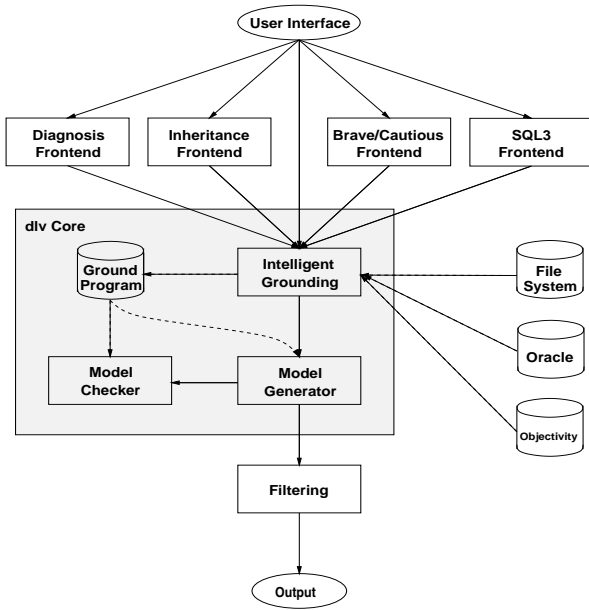 User Interface
Diagnosis
Frontend
Inheritance
Frontend
Brave/Cautious
Frontend
SQL3
Frontend
dlv Core
Ground
Program
Intelligent
Grounding
File
System
Oracle
Model
Checker
Model
Generator
Objectivity
Filtering
Output